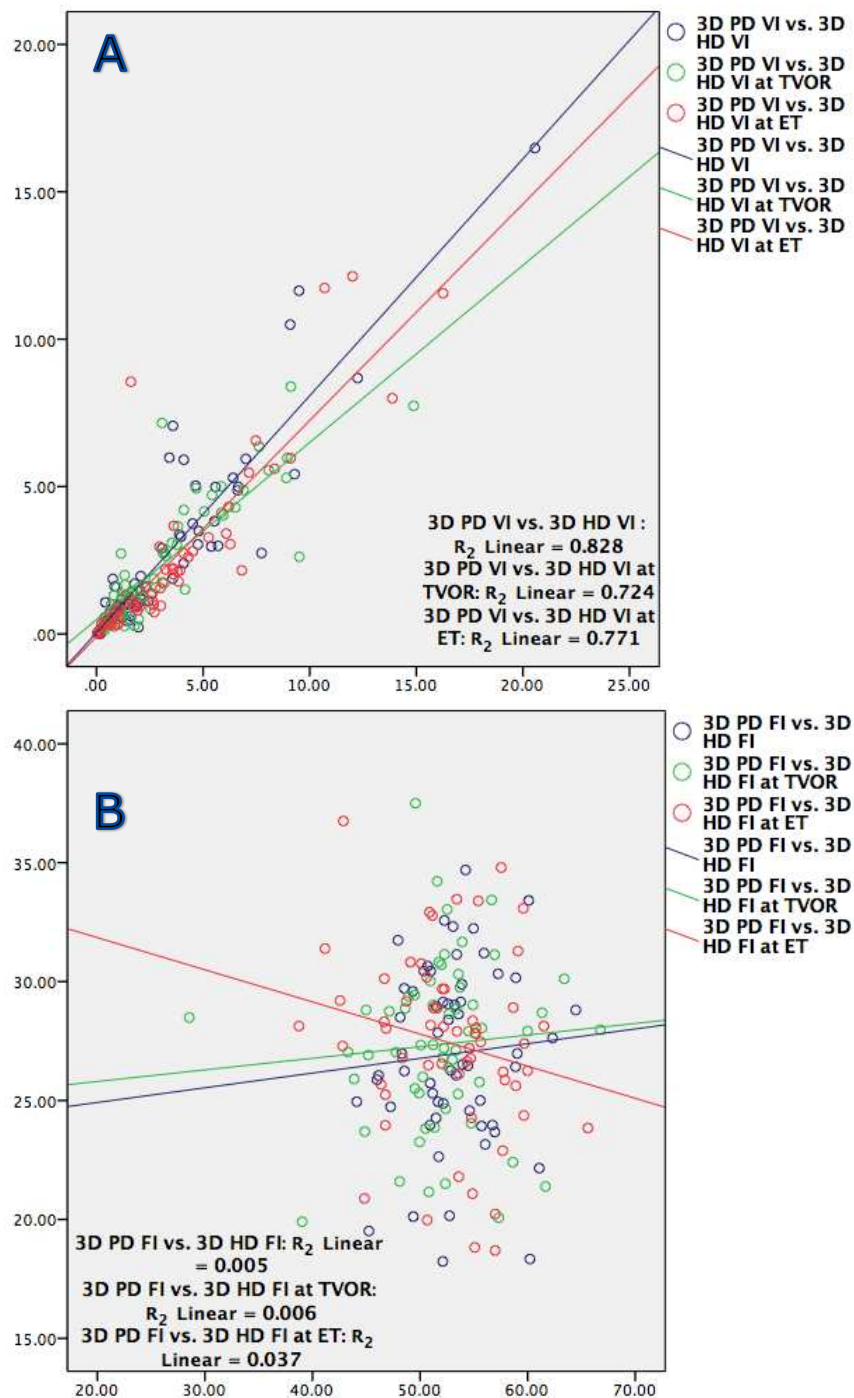 A
20.00
15.00
10.00
5.00
.00
.00
5.00
10.00
15.00
20.00
25.00
3D PD VI vs. 3D
HD VI
3D PD VI vs. 3D
HD VI at TVOR
3D PD VI vs. 3D
HD VI at ET
3D PD VI vs. 3D
HD VI
3D PD VI vs. 3D
HD VI at TVOR
3D PD VI vs. 3D
HD VI at ET
3D PD VI vs. 3D HD VI :
R2 Linear = 0.828
3D PD VI vs. 3D HD VI at
TVOR: R2 Linear = 0.724
3D PD VI vs. 3D HD VI at
ET: R2 Linear = 0.771
B
40.00
35.00
30.00
25.00
20.00
15.00
20.00
30.00
40.00
50.00
60.00
70.00
3D PD FI vs. 3D
HD FI
3D PD FI vs. 3D
HD FI at TVOR
3D PD FI vs. 3D
HD FI at ET
3D PD FI vs. 3D
HD FI
3D PD FI vs. 3D
HD FI at TVOR
3D PD FI vs. 3D
HD FI at ET
3D PD FI vs. 3D HD FI: R2 Linear
= 0.005
3D PD FI vs. 3D HD FI at TVOR:
R2 Linear = 0.006
3D PD FI vs. 3D HD FI at ET: R2
Linear = 0.037